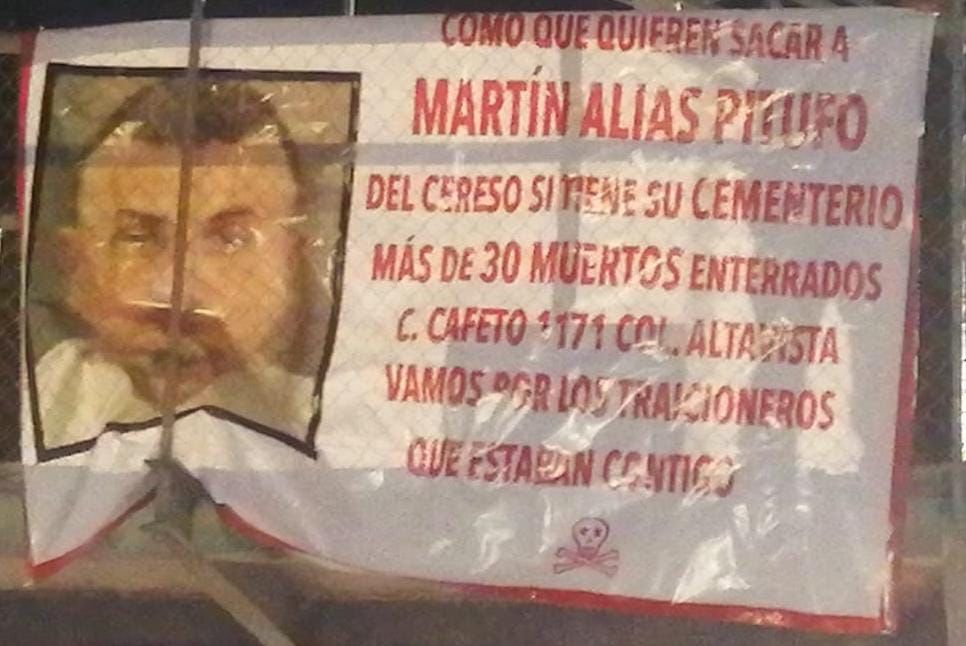 COMO QUE QUIEREN SACAR A
MARTÍN ALIAS PITUFO
DEL CERESO SI TIENE SU CEMENTERIO
MÁS DE 30 MUERTOS ENTERRADOS
C. CAFETO 1171 COL. ALTAVISTA
VAMOS POR LOS TRAICIONEROS
QUE ESTABAN CONTIGO